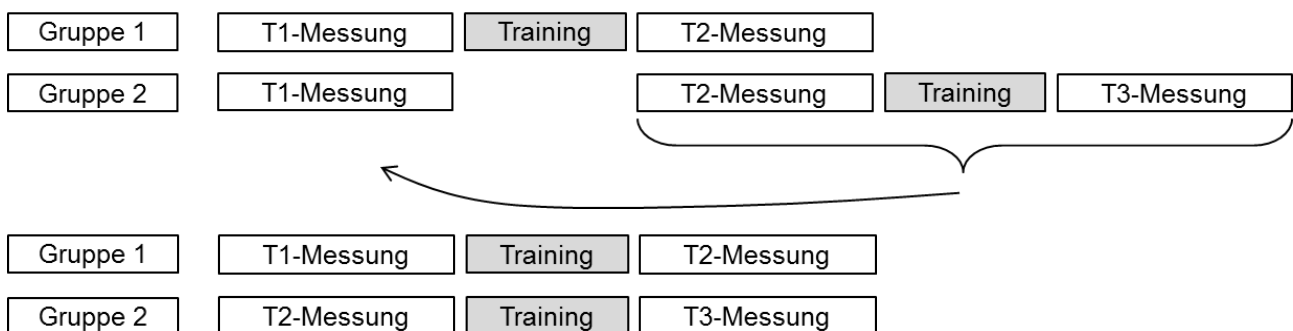 Gruppe 1 T1-Messung Training T2-Messung
Gruppe 2 T1-Messung T2-Messung Training T3-Messung
Gruppe 1 T1-Messung Training T2-Messung
Gruppe 2 T2-Messung Training T3-Messung